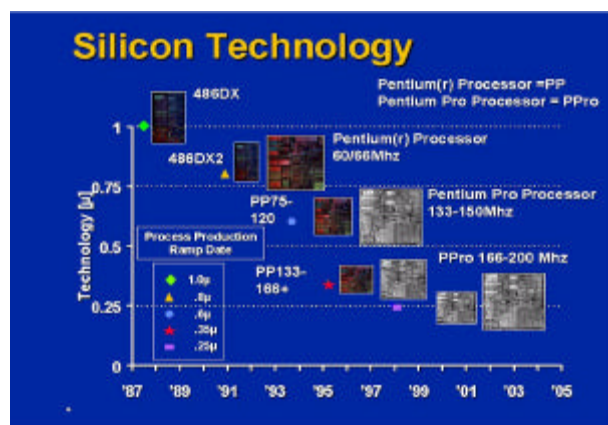 Silicon Technology
486DX
Pentium(r) Processor =PP
Pentium Pro Processor = PPro
1
486DX2
Pentium(r) Processor
60/66Mhz
0.75
PP75-
120
Pentium Pro Processor
133-150Mhz
Technology [µ]
Process Production
Ramp Date
0.5
PP133-
166+
PPro 166-200 Mhz
1.0µ
.8µ
.6µ
.35µ
.25µ
0.25
0
'87 '89 '91 '93 '95 '97 '99 '01 '03 '05